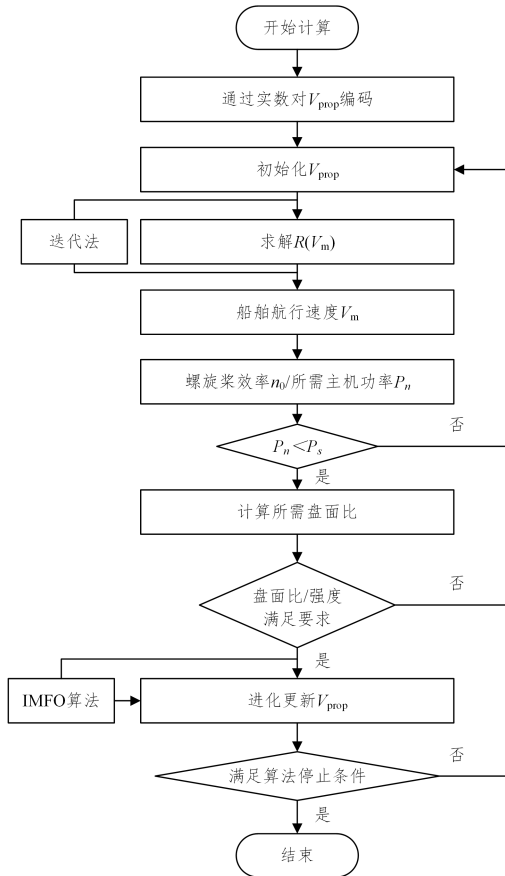 开始计算
通过实数对Vprop编码
初始化Vprop
迭代法
求解R(Vm)
船舶航行速度Vm
螺旋桨效率n0/所需主机功率Pn
Pn＜Ps
否
是
计算所需盘面比
盘面比/强度
满足要求
否
是
IMFO算法
进化更新Vprop
满足算法停止条件
否
是
结束